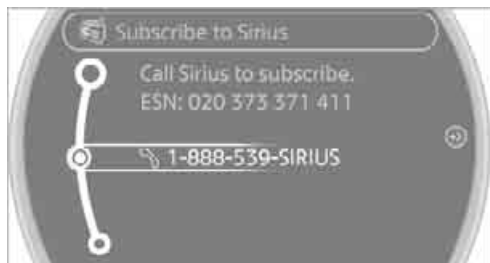 Subscribe to Sirius
Call Sirius to subscribe.
ESN: 020 373 371 411
1-888-539-SIRIUS